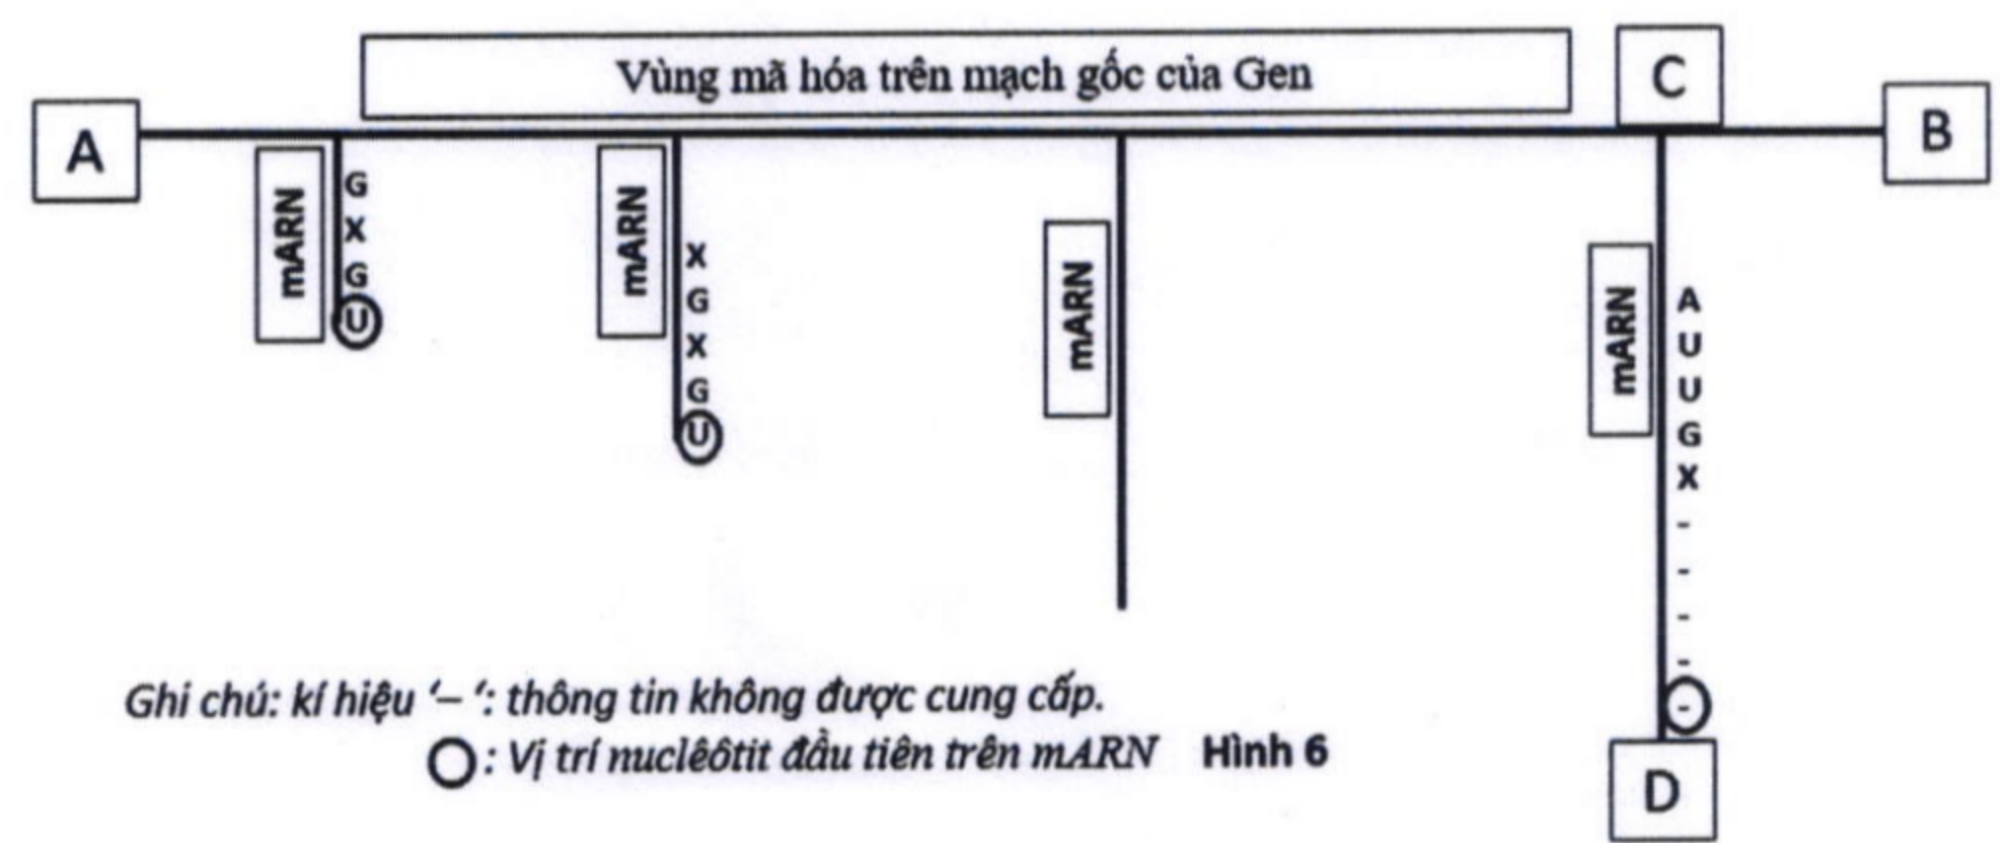 Vùng mã hóa trên mạch gốc của Gen
C
A
B
mARN
G
X
G
U
mARN
X
G
X
G
U
mARN
mARN
A
U
U
G
X
-
-
-
-
-
D
Ghi chú: kí hiệu ‘– ‘: thông tin không được cung cấp.
: Vị trí nuclêôtit đầu tiên trên mARN Hình 6